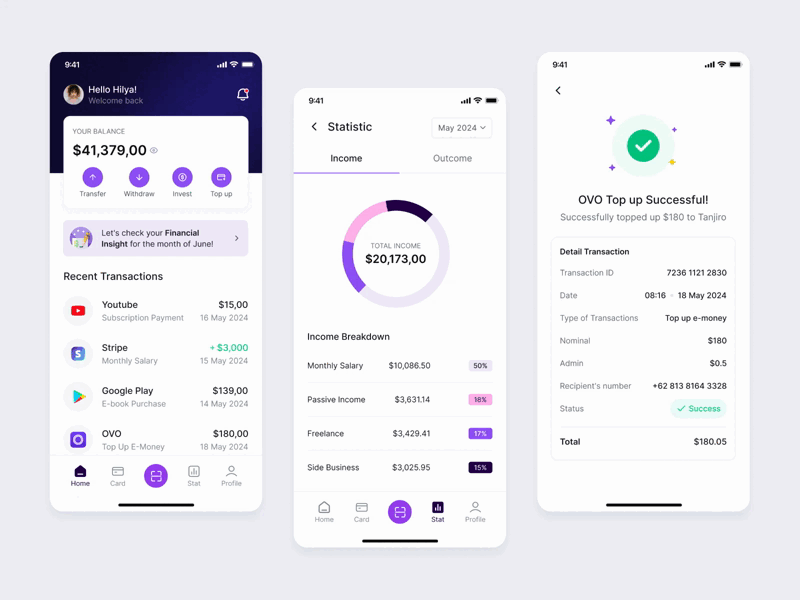 9:41
Hello Hilya!
Welcome back
YOUR BALANCE
$41,379,00
Transfer Withdraw Invest Top up
Let's check your Financial
Insight for the month of June!
Recent Transactions
Youtube $15,00
Subscription Payment 16 May 2024
Stripe + $3,000
Monthly Salary 15 May 2024
Google Play $139,00
E-book Purchase 14 May 2024
OVO $180,00
Top Up E-Money 18 May 2024
Home Card Stat Profile
9:41
Statistic May 2024
Income Outcome
TOTAL INCOME
$20,173,00
Income Breakdown
Monthly Salary $10,086.50 50%
Passive Income $3,631.14 18%
Freelance $3,429.41 17%
Side Business $3,025.95 15%
Home Card Stat Profile
9:41
OVO Top up Successful!
Successfully topped up $180 to Tanjiro
Detail Transaction
Transaction ID 7236 1121 2830
Date 08:16 18 May 2024
Type of Transactions Top up e-money
Nominal $180
Admin $0.5
Recipient's number +62 813 8164 3328
Status Success
Total $180.05